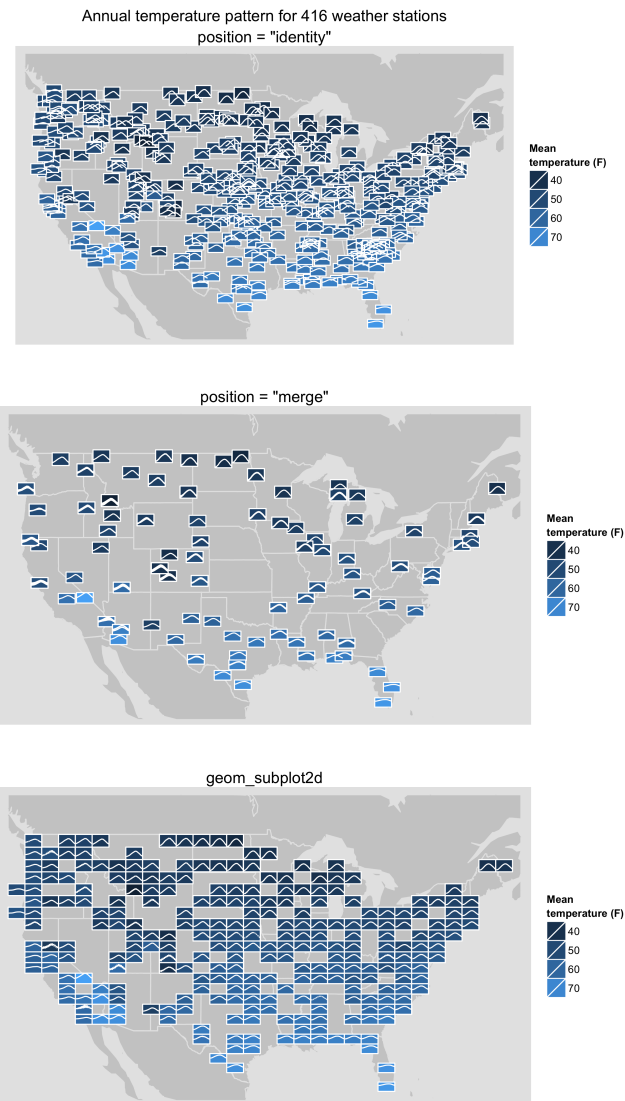 Annual temperature pattern for 416 weather stations
position = "identity"
Mean
temperature (F)
40
50
60
70
position = "merge"
Mean
temperature (F)
40
50
60
70
geom_subplot2d
Mean
temperature (F)
40
50
60
70